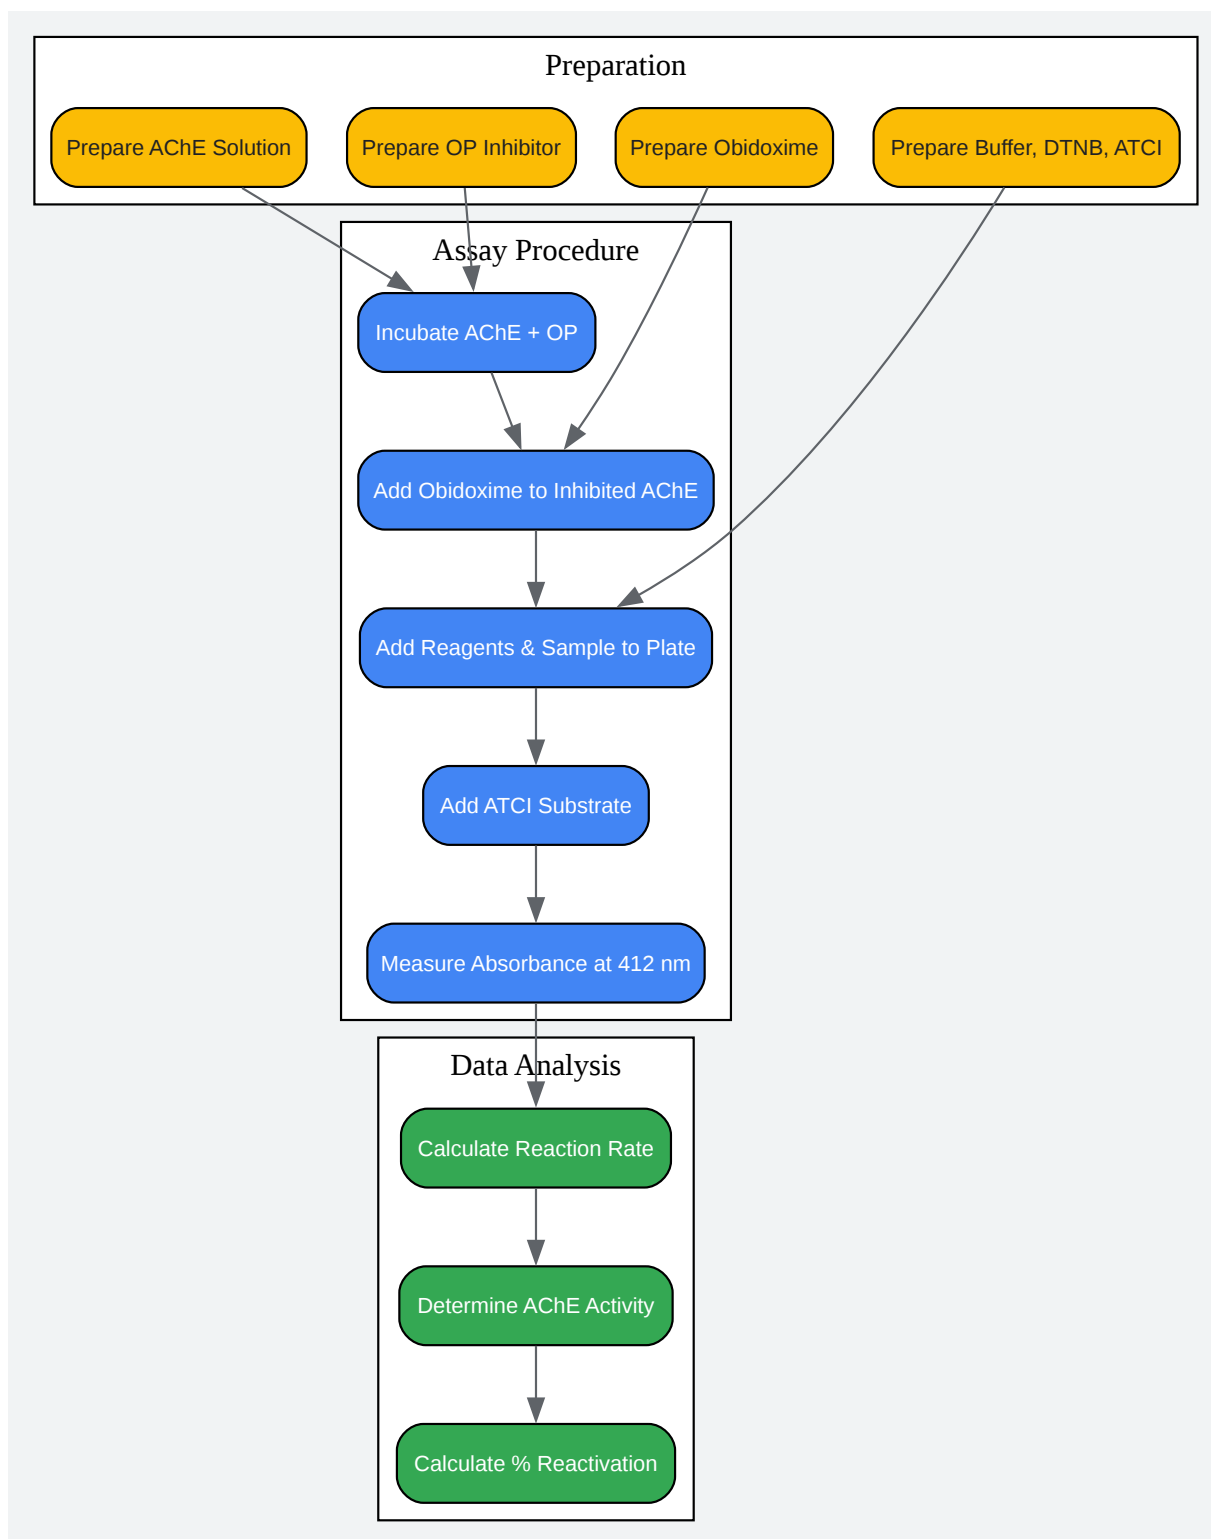 Preparation
Prepare AChE Solution
Prepare OP Inhibitor
Prepare Obidoxime
Prepare Buffer, DTNB, ATCI
Assay Procedure
Incubate AChE + OP
Add Obidoxime to Inhibited AChE
Add Reagents & Sample to Plate
Add ATCI Substrate
Measure Absorbance at 412 nm
Data Analysis
Calculate Reaction Rate
Determine AChE Activity
Calculate % Reactivation